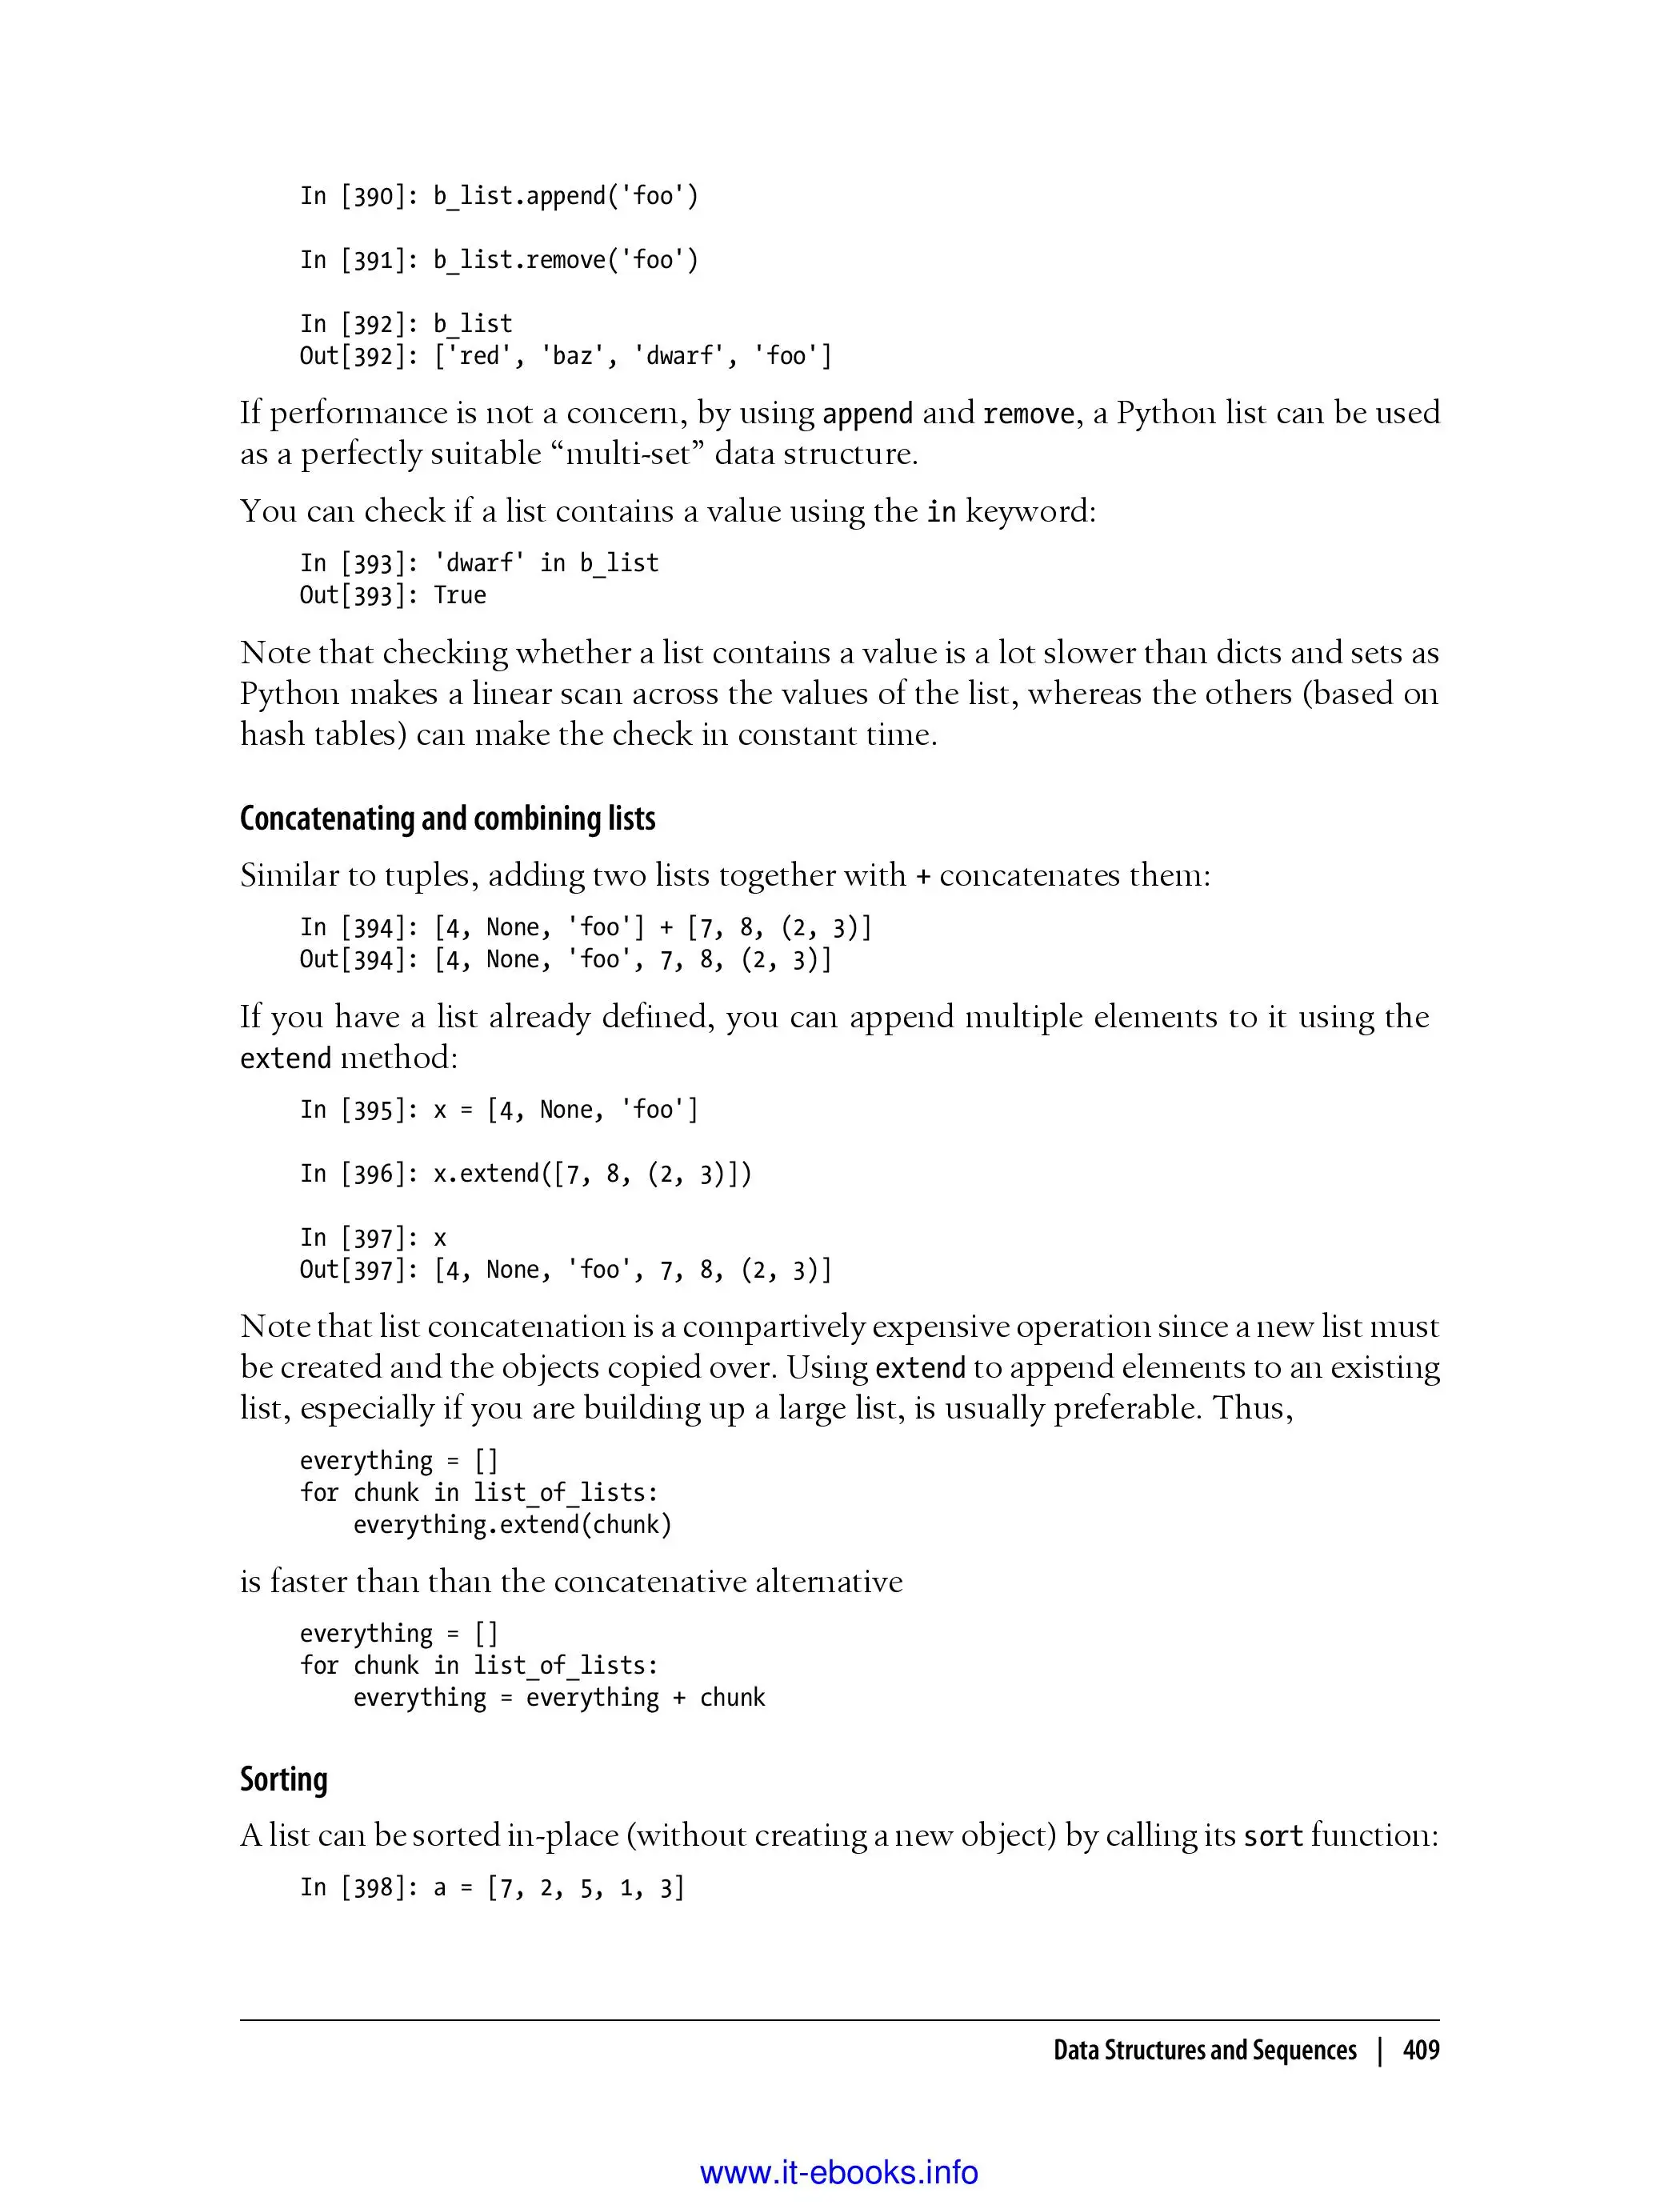 In [390]: b_list.append('foo')
In [391]: b_list.remove('foo')
In [392]: b_list
Out[392]: ['red', 'baz', 'dwarf', 'foo']
If performance is not a concern, by using append and remove, a Python list can be used
as a perfectly suitable “multi-set” data structure.
You can check if a list contains a value using the in keyword:
In [393]: 'dwarf' in b_list
Out[393]: True
Note that checking whether a list contains a value is a lot slower than dicts and sets as
Python makes a linear scan across the values of the list, whereas the others (based on
hash tables) can make the check in constant time.
Concatenating and combining lists
Similar to tuples, adding two lists together with + concatenates them:
In [394]: [4, None, 'foo'] + [7, 8, (2, 3)]
Out[394]: [4, None, 'foo', 7, 8, (2, 3)]
If you have a list already defined, you can append multiple elements to it using the
extend method:
In [395]: x = [4, None, 'foo']
In [396]: x.extend([7, 8, (2, 3)])
In [397]: x
Out[397]: [4, None, 'foo', 7, 8, (2, 3)]
Note that list concatenation is a compartively expensive operation since a new list must
be created and the objects copied over. Using extend to append elements to an existing
list, especially if you are building up a large list, is usually preferable. Thus,
everything = []
for chunk in list_of_lists:
    everything.extend(chunk)
is faster than than the concatenative alternative
everything = []
for chunk in list_of_lists:
    everything = everything + chunk
Sorting
A list can be sorted in-place (without creating a new object) by calling its sort function:
In [398]: a = [7, 2, 5, 1, 3]
Data Structures and Sequences | 409
www.it-ebooks.info